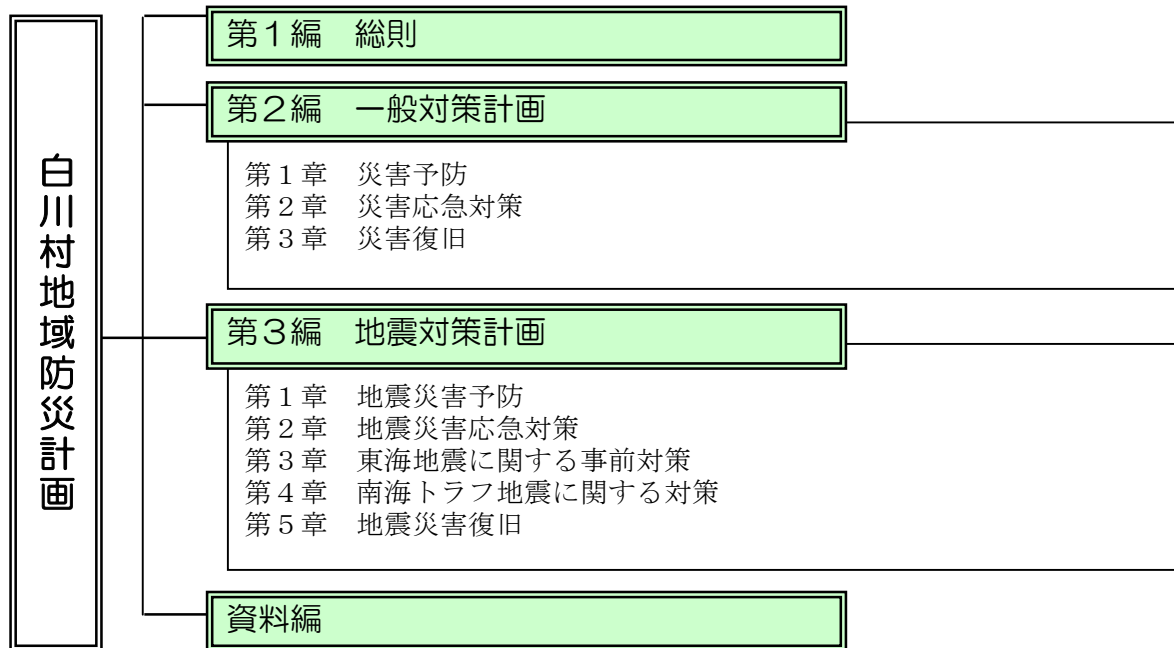 白川村地域防災計画
第１編　総則
第２編　一般対策計画
第１章　災害予防
第２章　災害応急対策
第３章　災害復旧
第３編　地震対策計画
第１章　地震災害予防
第２章　地震災害応急対策
第３章　東海地震に関する事前対策
第４章　南海トラフ地震に関する対策
第５章　地震災害復旧
資料編